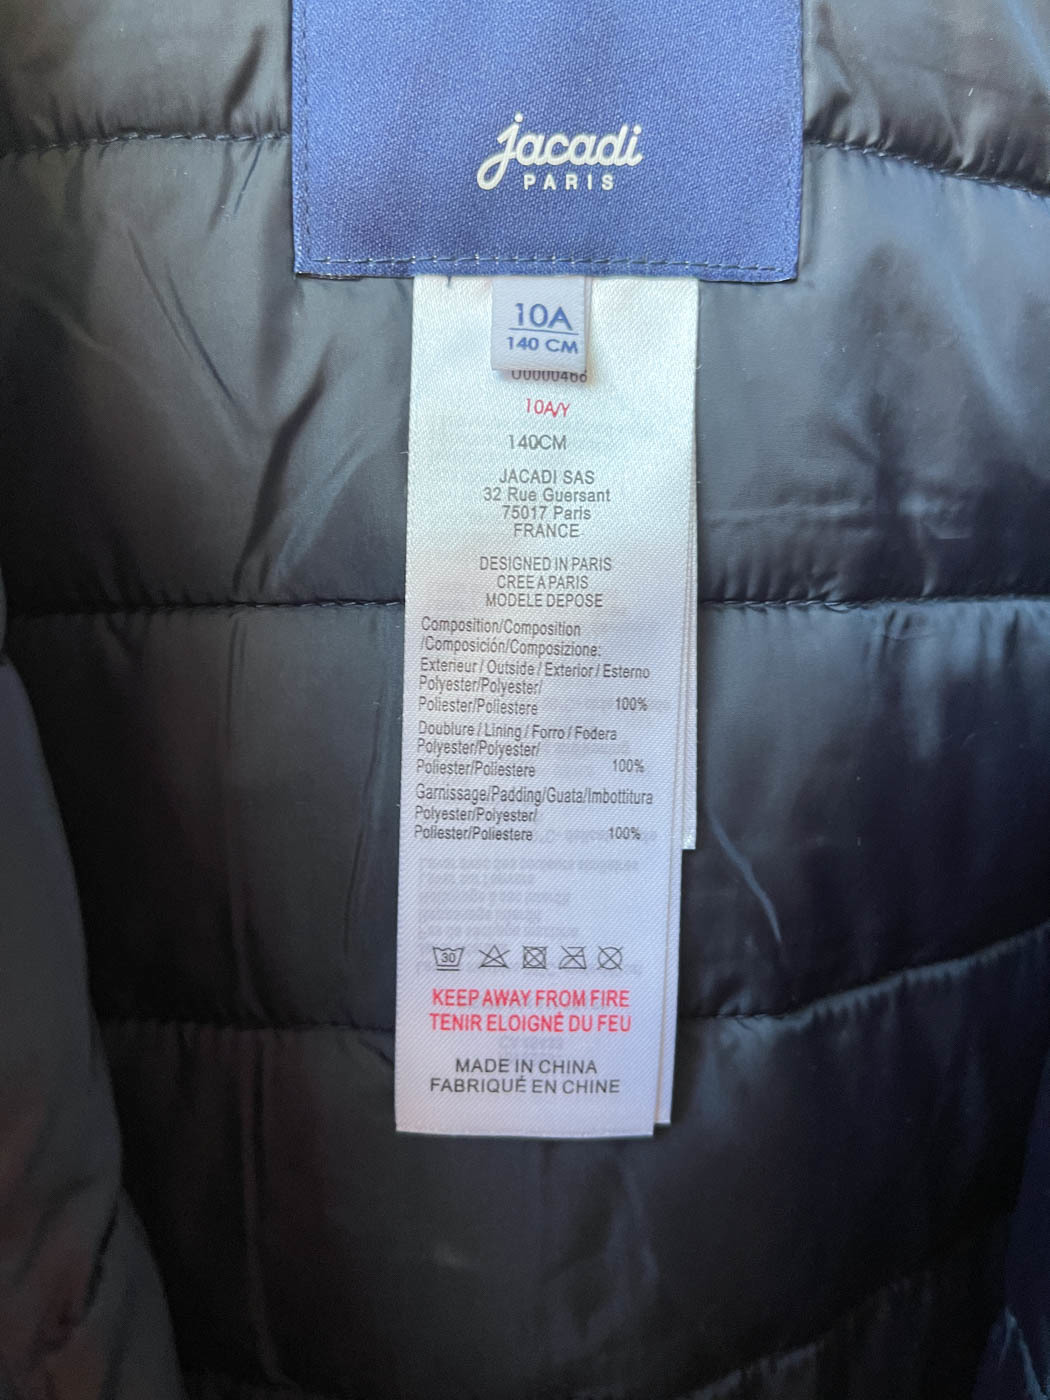 jacadi
PARIS
10A
140 CM
10A/Y
140CM
JACADI SAS
32 Rue Guersant
75017 Paris
FRANCE
DESIGNED IN PARIS
CREE A PARIS
MODELE DEPOSE
Composition/Composition
/Composición/Composizione:
Exterieur / Outside / Exterior / Esterno
Polyester/Polyester/
Poliester/Poliestere 100%
Doublure / Lining / Forro / Fodera
Polyester/Polyester/
Poliester/Poliestere 100%
Garnissage/Padding/Guata/Imbottitura
Polyester/Polyester/
Poliester/Poliestere 100%
30
KEEP AWAY FROM FIRE
TENIR ELOIGNÉ DU FEU
MADE IN CHINA
FABRIQUÉ EN CHINE